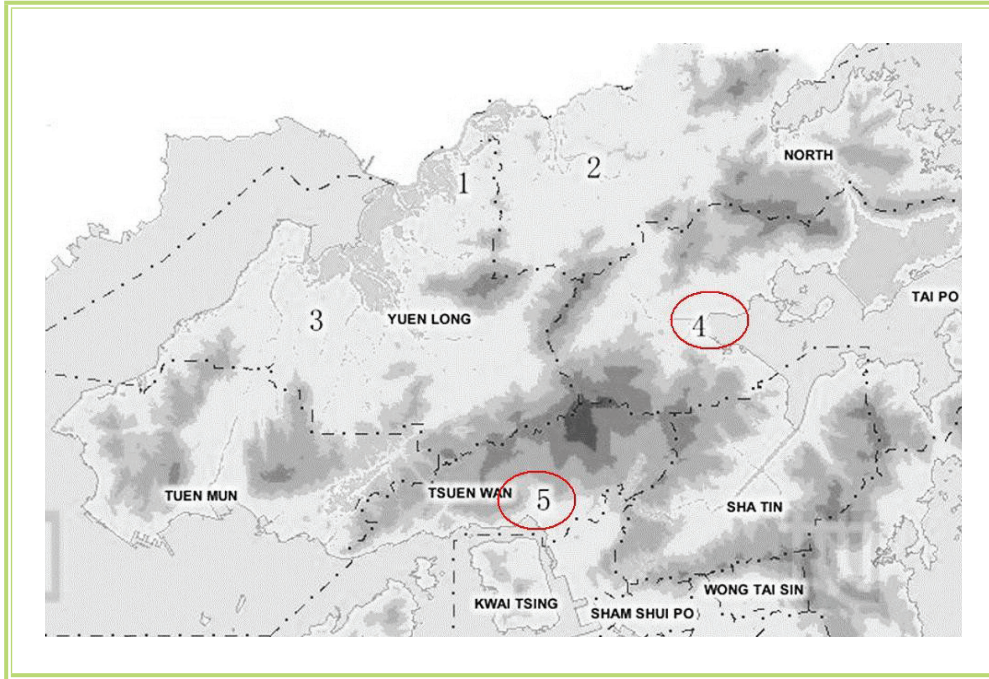 NORTH
1
2
TAI PO
YUEN LONG
3
4
TUEN MUN
TSUEN WAN
5
SHA TIN
WONG TAI SIN
KWAI TSING
SHAM SHUI PO